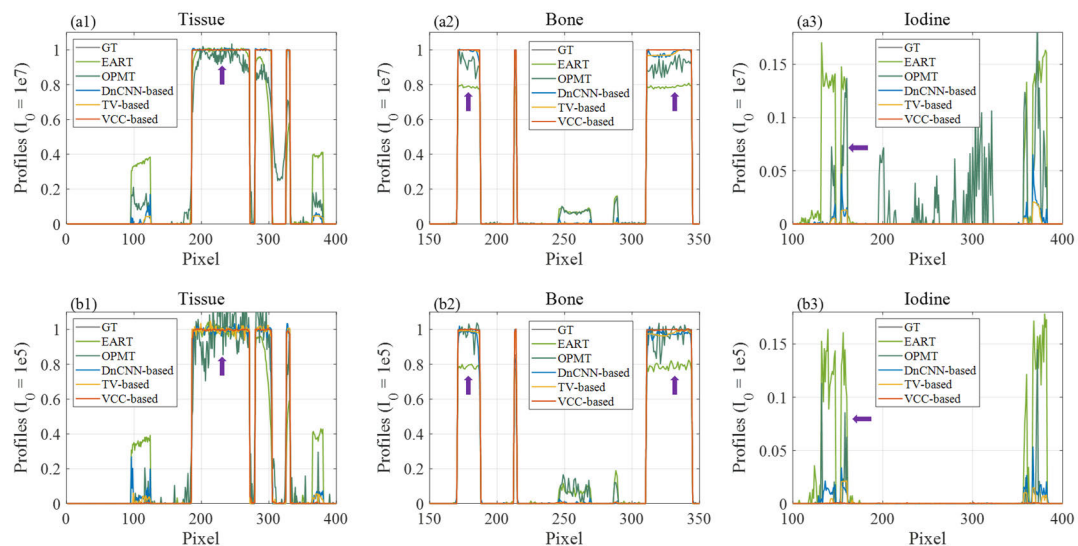 (a1) Tissue
Profiles (I_0 = 1e7)
1
0.8
0.6
0.4
0.2
0
GT
EART
OPMT
DnCNN-based
TV-based
VCC-based
0 100 200 300 400
Pixel
(a2) Bone
Profiles (I_0 = 1e7)
1
0.8
0.6
0.4
0.2
0
GT
EART
OPMT
DnCNN-based
TV-based
VCC-based
150 200 250 300 350
Pixel
(a3) Iodine
Profiles (I_0 = 1e7)
0.15
0.1
0.05
0
GT
EART
OPMT
DnCNN-based
TV-based
VCC-based
100 200 300 400
Pixel
(b1) Tissue
Profiles (I_0 = 1e5)
1
0.8
0.6
0.4
0.2
0
GT
EART
OPMT
DnCNN-based
TV-based
VCC-based
0 100 200 300 400
Pixel
(b2) Bone
Profiles (I_0 = 1e5)
1
0.8
0.6
0.4
0.2
0
GT
EART
OPMT
DnCNN-based
TV-based
VCC-based
150 200 250 300 350
Pixel
(b3) Iodine
Profiles (I_0 = 1e5)
0.15
0.1
0.05
0
GT
EART
OPMT
DnCNN-based
TV-based
VCC-based
100 200 300 400
Pixel